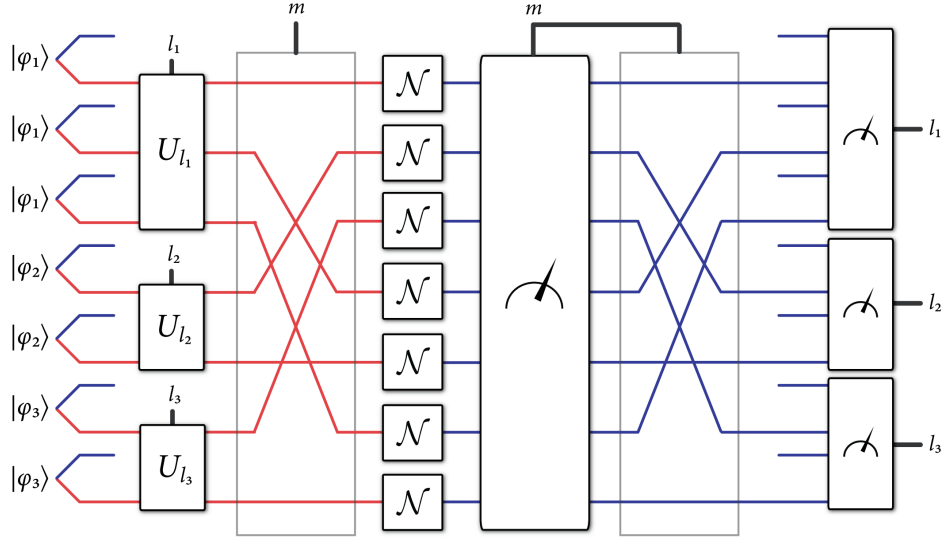 m
m
|φ₁⟩
l₁
𝒩
|φ₁⟩
U_{l₁}
𝒩
l₁
|φ₁⟩
𝒩
|φ₂⟩
l₂
𝒩
l₂
|φ₂⟩
U_{l₂}
𝒩
|φ₃⟩
l₃
𝒩
l₃
|φ₃⟩
U_{l₃}
𝒩